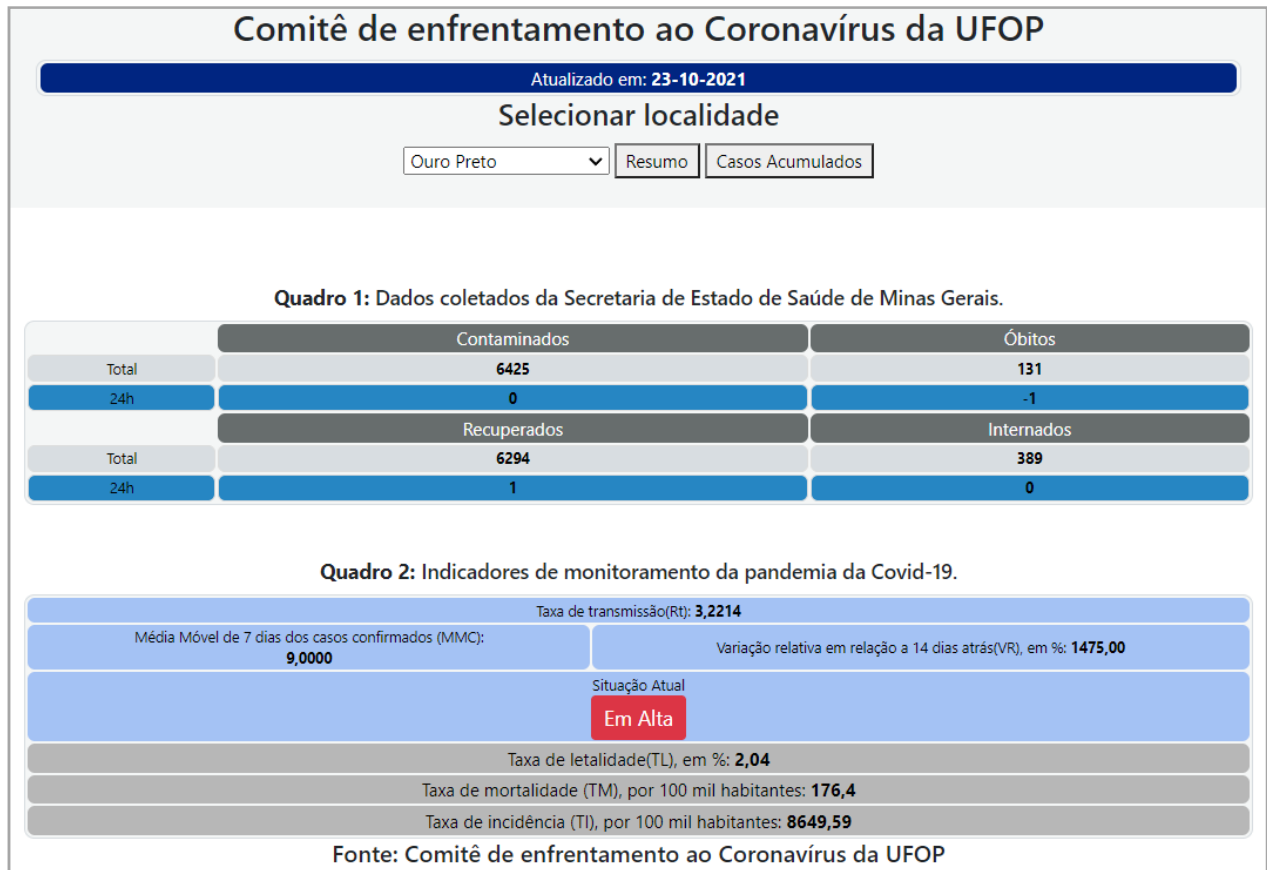 Comitê de enfrentamento ao Coronavírus da UFOP
Atualizado em: 23-10-2021
Selecionar localidade
Ouro Preto Resumo Casos Acumulados
Quadro 1: Dados coletados da Secretaria de Estado de Saúde de Minas Gerais.
Contaminados Óbitos
Total 6425 131
24h 0 -1
Recuperados Internados
Total 6294 389
24h 1 0
Quadro 2: Indicadores de monitoramento da pandemia da Covid-19.
Taxa de transmissão(Rt): 3,2214
Média Móvel de 7 dias dos casos confirmados (MMC):
9,0000
Variação relativa em relação a 14 dias atrás(VR), em %: 1475,00
Situação Atual
Em Alta
Taxa de letalidade(TL), em %: 2,04
Taxa de mortalidade (TM), por 100 mil habitantes: 176,4
Taxa de incidência (TI), por 100 mil habitantes: 8649,59
Fonte: Comitê de enfrentamento ao Coronavírus da UFOP